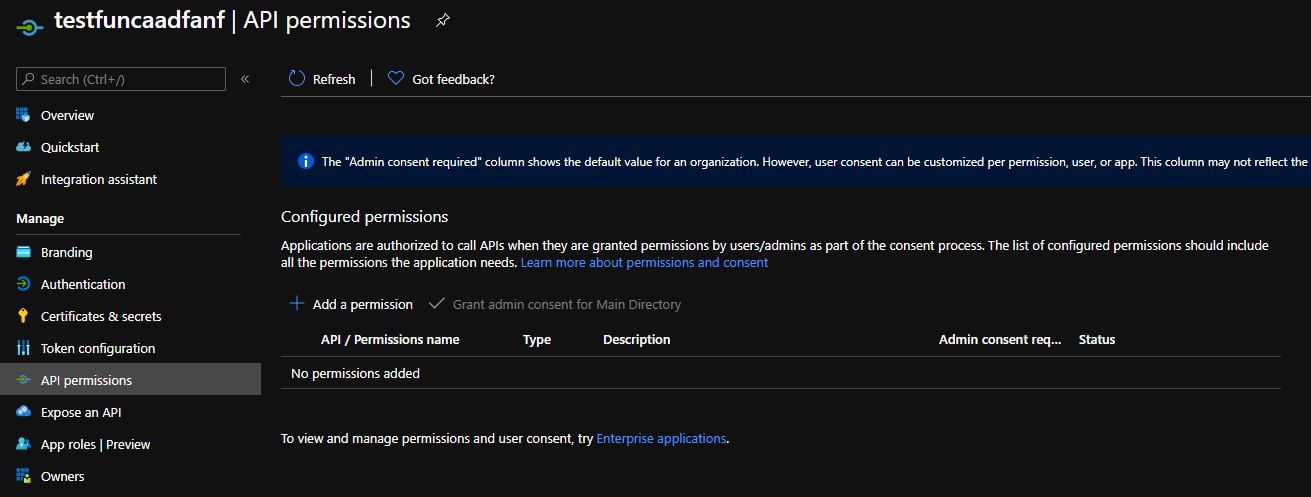 testfuncaadfanf | API permissions
Search (Ctrl+/)
«
Refresh
Got feedback?
Overview
Quickstart
Integration assistant
Manage
Branding
Authentication
Certificates & secrets
Token configuration
API permissions
Expose an API
App roles | Preview
Owners
The "Admin consent required" column shows the default value for an organization. However, user consent can be customized per permission, user, or app. This column may not reflect the
Configured permissions
Applications are authorized to call APIs when they are granted permissions by users/admins as part of the consent process. The list of configured permissions should include
all the permissions the application needs. Learn more about permissions and consent
Add a permission
Grant admin consent for Main Directory
API / Permissions name Type Description Admin consent req... Status
No permissions added
To view and manage permissions and user consent, try Enterprise applications.